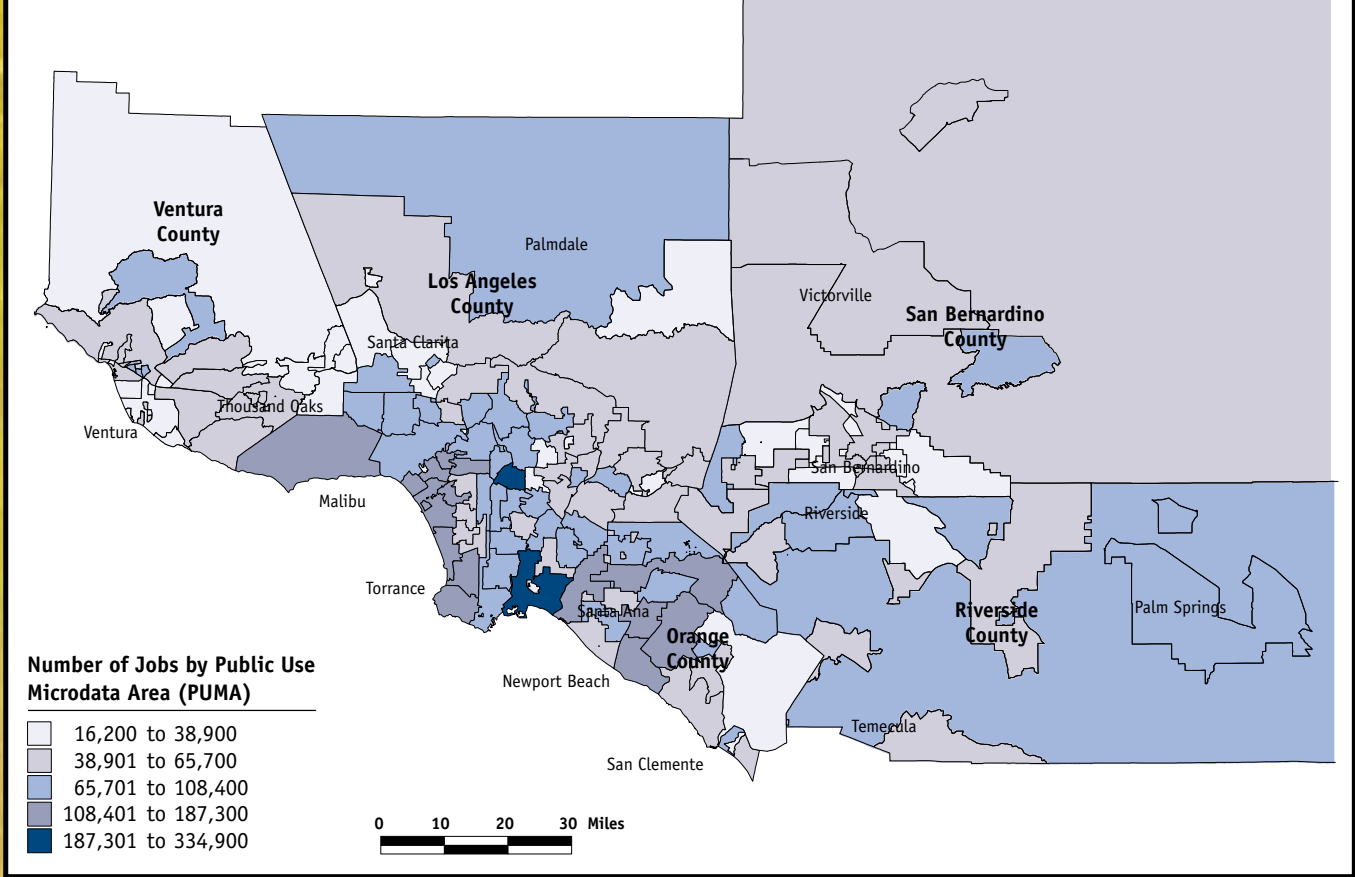 Ventura
County
Palmdale
Los Angeles
County
Victorville
San Bernardino
County
Santa Clarita
Thousand Oaks
Ventura
San Bernardino
Malibu
Riverside
Torrance
Santa Ana
Palm Springs
Riverside
County
Orange
County
Newport Beach
Temecula
San Clemente
Number of Jobs by Public Use
Microdata Area (PUMA)
16,200 to 38,900
38,901 to 65,700
65,701 to 108,400
108,401 to 187,300
187,301 to 334,900
0 10 20 30 Miles